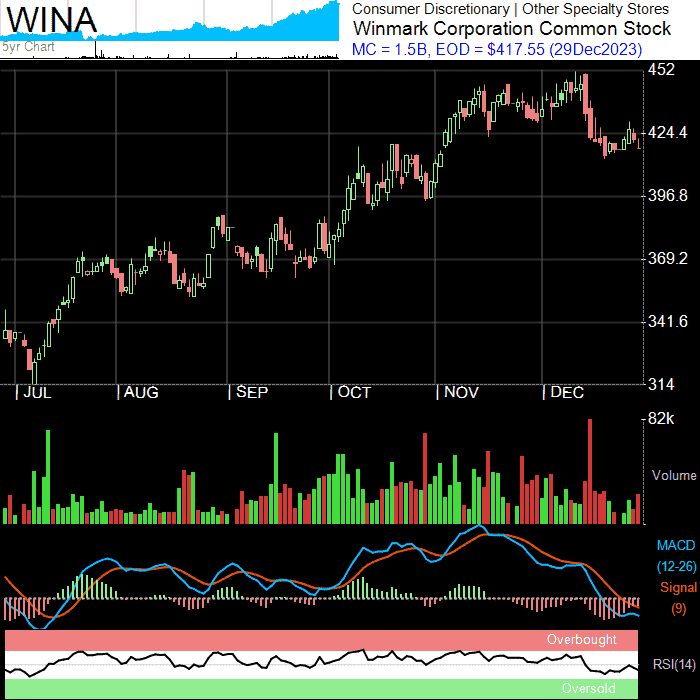 WINA
5yr Chart
Consumer Discretionary | Other Specialty Stores
Winmark Corporation Common Stock
MC = 1.5B, EOD = $417.55 (29Dec2023)
452
424.4
396.8
369.2
341.6
314
JUL AUG SEP OCT NOV DEC
82k
Volume
MACD
(12-26)
Signal
(9)
Overbought
RSI(14)
Oversold